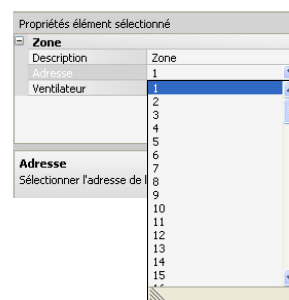 Propriétés élément sélectionné
Zone
Description Zone
Adresse 1
Ventilateur 1
2
3
4
5
6
7
8
9
10
11
12
13
14
15
Adresse
Sélectionner l'adresse de l